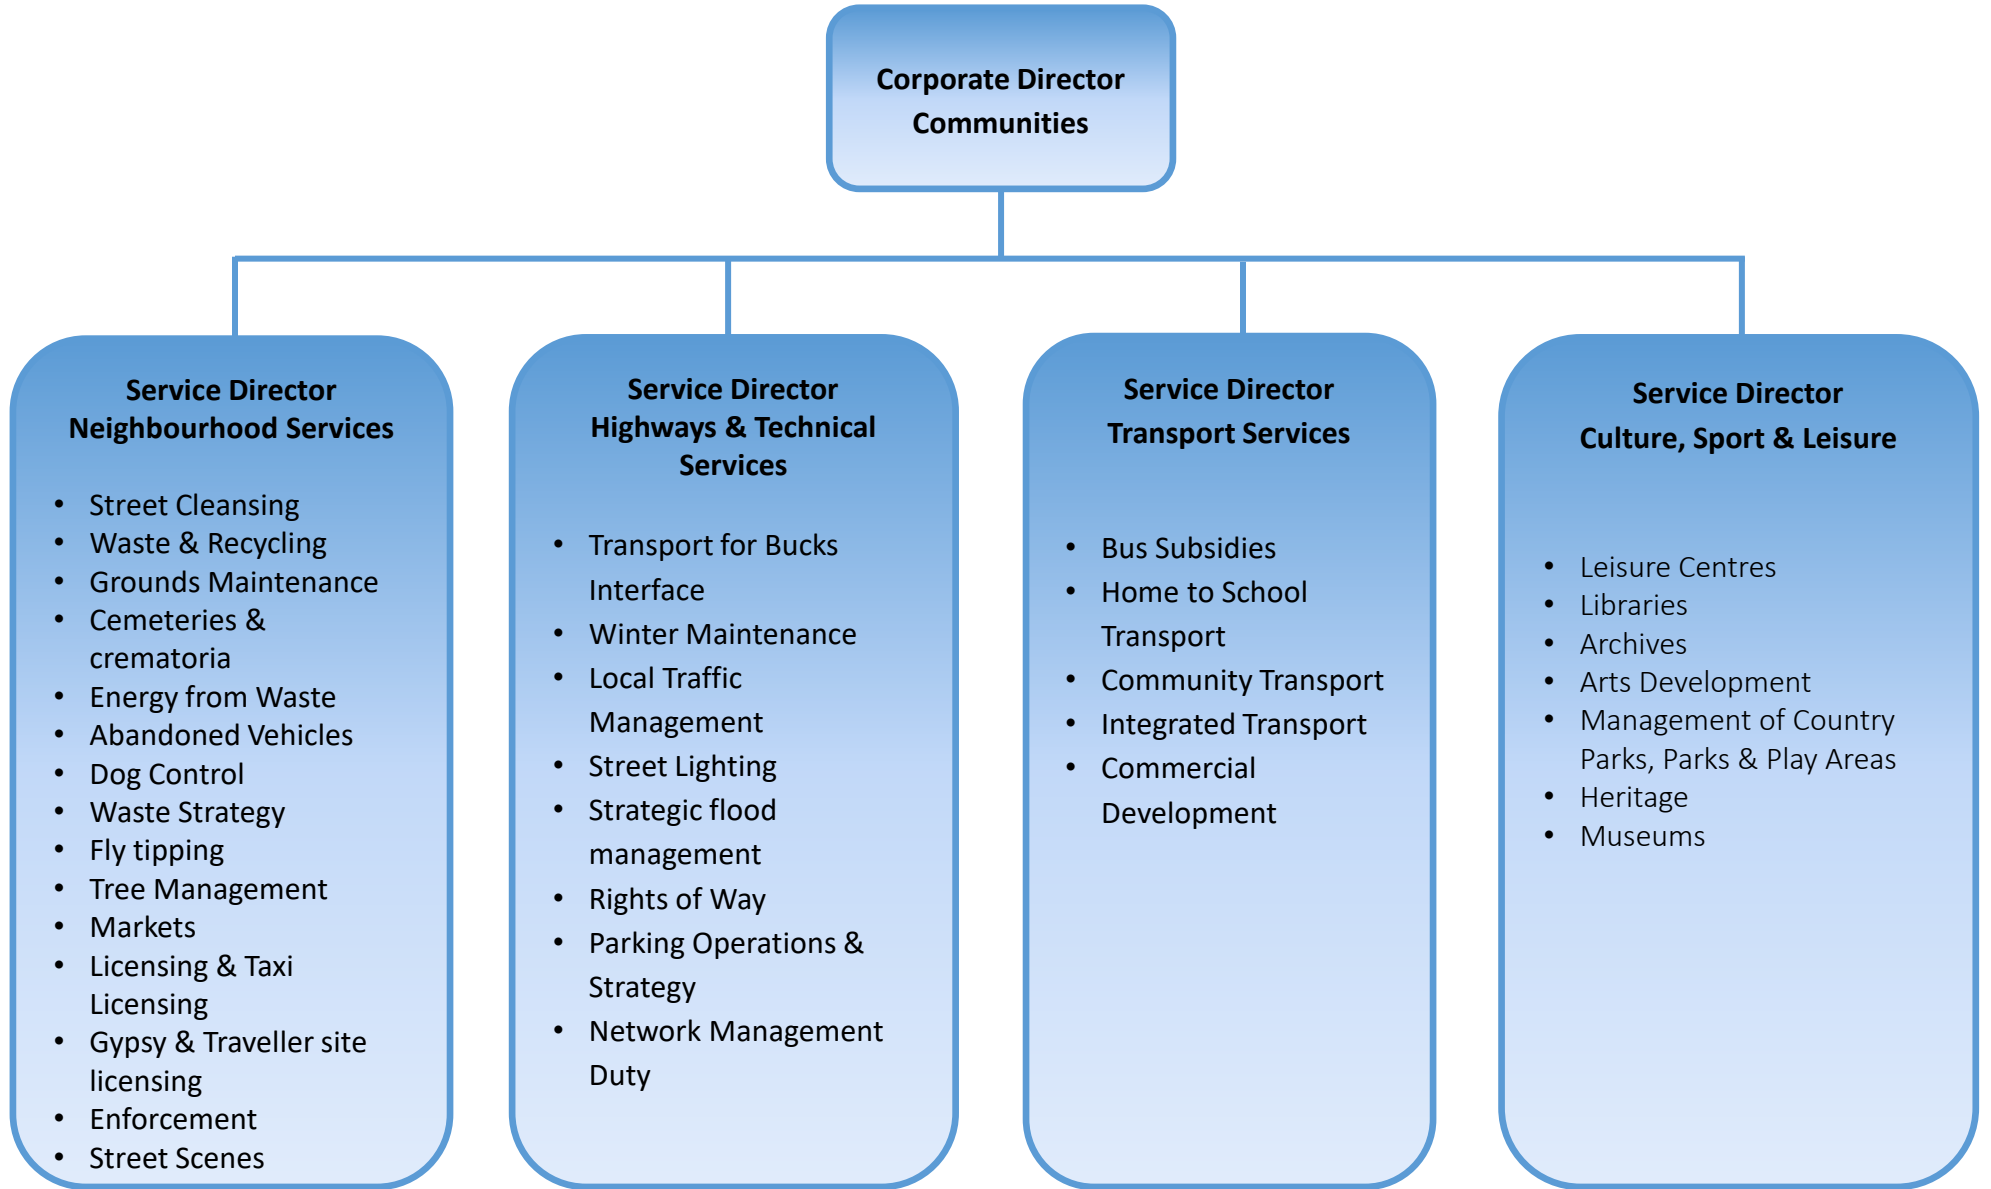 Corporate Director
Communities
Service Director
Neighbourhood Services
• Street Cleansing
• Waste & Recycling
• Grounds Maintenance
• Cemeteries &
crematoria
• Energy from Waste
• Abandoned Vehicles
• Dog Control
• Waste Strategy
• Fly tipping
• Tree Management
• Markets
• Licensing & Taxi
Licensing
• Gypsy & Traveller site
licensing
• Enforcement
• Street Scenes
Service Director
Highways & Technical
Services
• Transport for Bucks
Interface
• Winter Maintenance
• Local Traffic
Management
• Street Lighting
• Strategic flood
management
• Rights of Way
• Parking Operations &
Strategy
• Network Management
Duty
Service Director
Transport Services
• Bus Subsidies
• Home to School
Transport
• Community Transport
• Integrated Transport
• Commercial
Development
Service Director
Culture, Sport & Leisure
• Leisure Centres
• Libraries
• Archives
• Arts Development
• Management of Country
Parks, Parks & Play Areas
• Heritage
• Museums